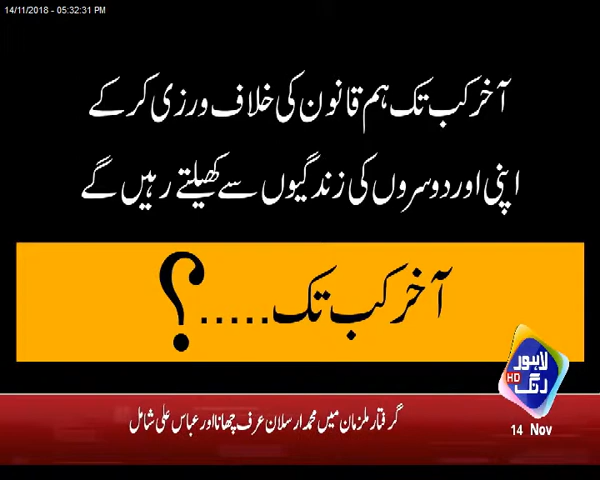 14/11/2018 - 05:32:31 PM
آخر کب تک ہم قانون کی خلاف ورزی کر کے
اپنی اور دوسروں کی زندگیوں سے کھیلتے رہیں گے
آخر کب تک.....؟
لاہور
رنگ
HD
گرفتار ملزمان میں محمد ارسلان عرف چھانا اور عباس علی شامل
14 Nov